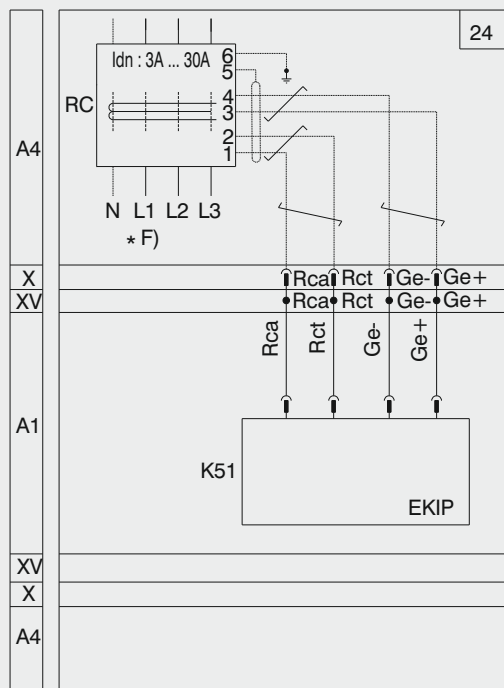 24
Idn : 3A ... 30A
6
5
RC
4
3
2
1
A4
N L1 L2 L3
* F)
X Rca Rct Ge- Ge+
XV Rca Rct Ge- Ge+
Rca Rct Ge- Ge+
A1
K51
EKIP
XV
X
A4